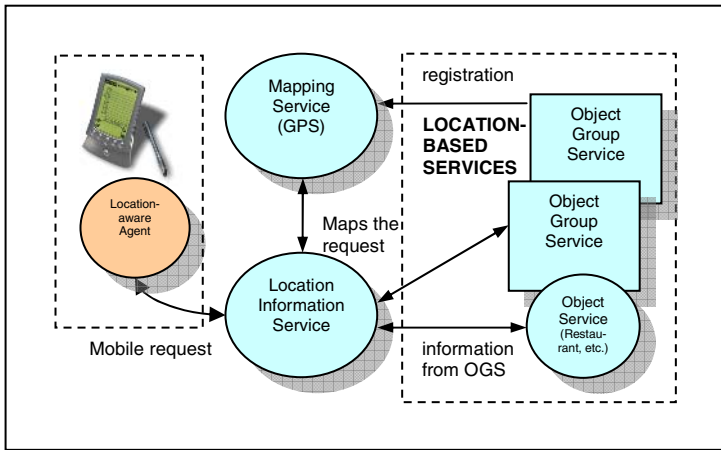 registration
Mapping
Service
(GPS)
LOCATION-
BASED
SERVICES
Object
Group
Service
Location-
aware
Agent
Maps the
request
Object
Group
Service
Location
Information
Service
Mobile request
information
from OGS
Object
Service
(Restau-
rant, etc.)